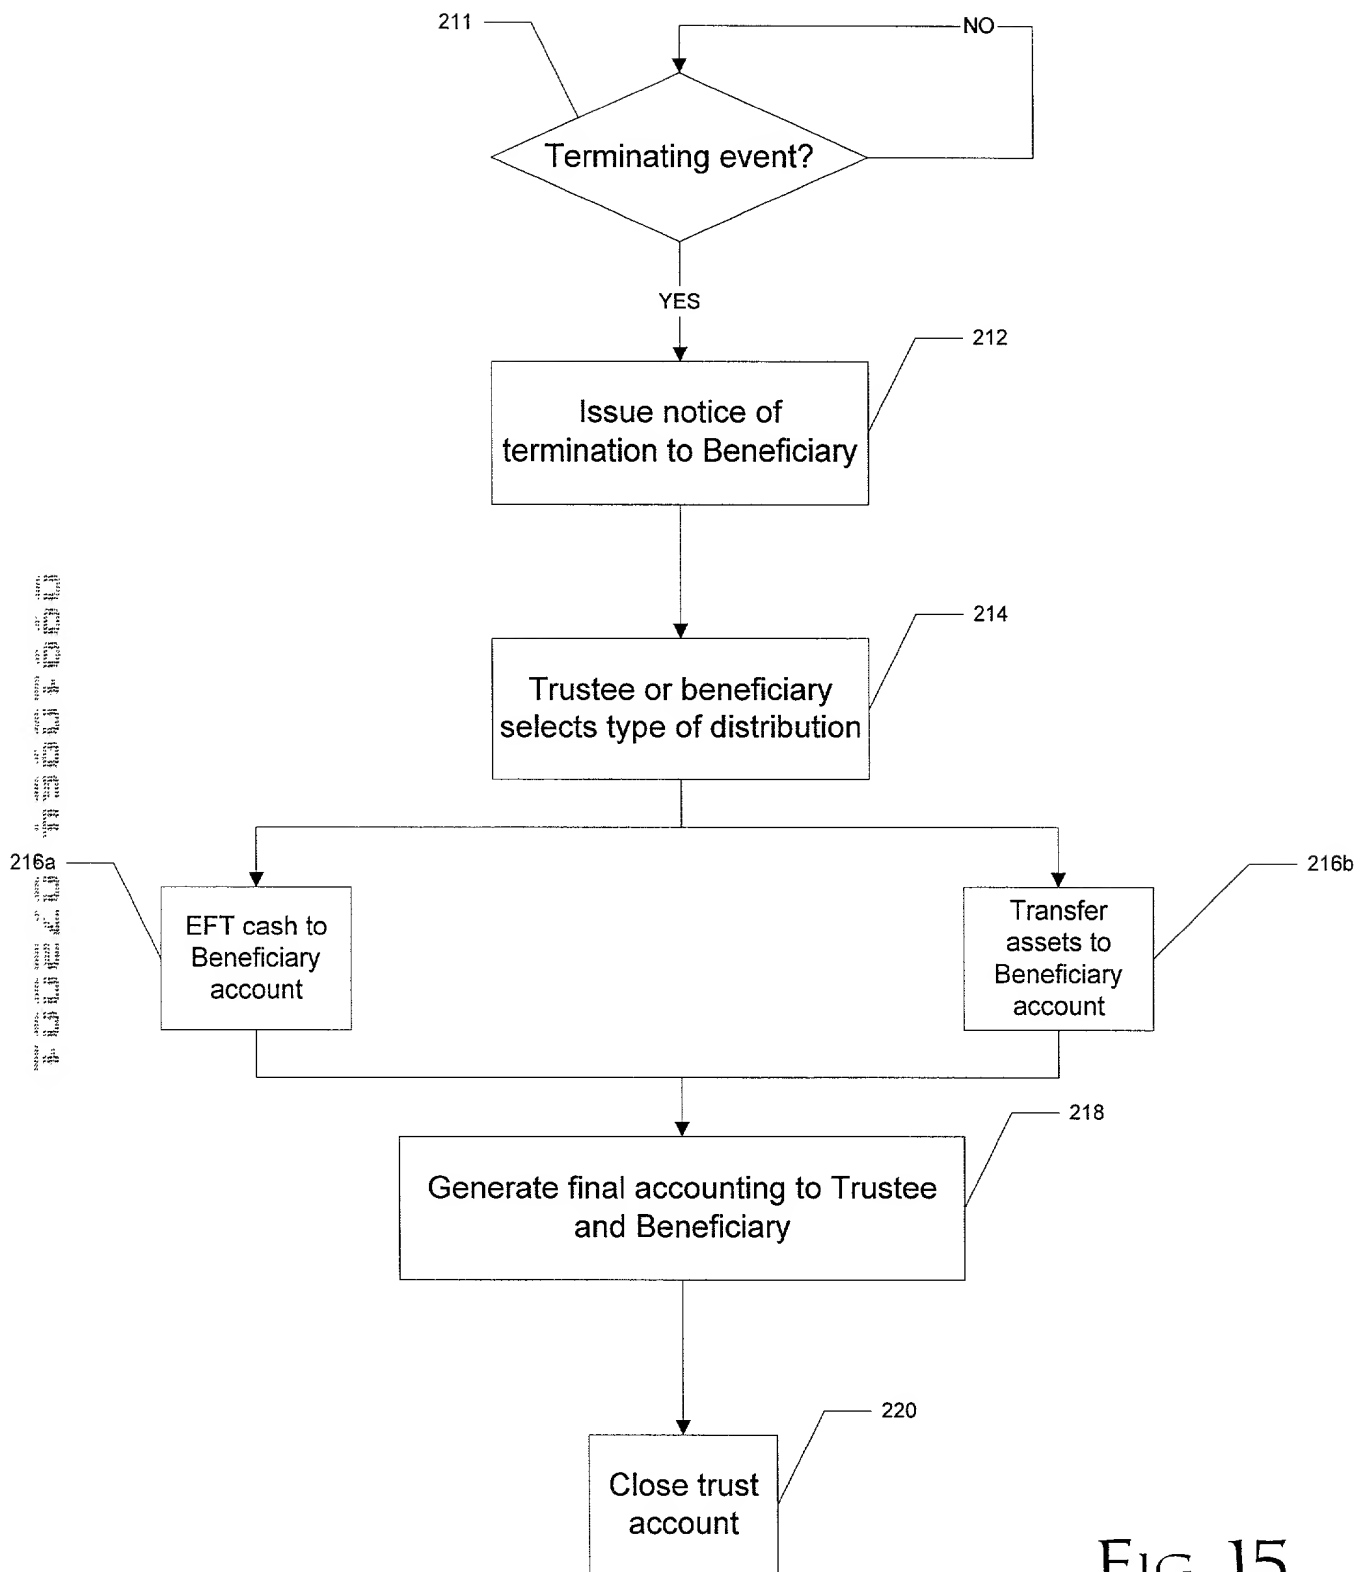 211
NO
Terminating event?
YES
212
Issue notice of
termination to Beneficiary
214
Trustee or beneficiary
selects type of distribution
216a
216b
EFT cash to
Beneficiary
account
Transfer
assets to
Beneficiary
account
218
Generate final accounting to Trustee
and Beneficiary
220
Close trust
account
FIG. 15